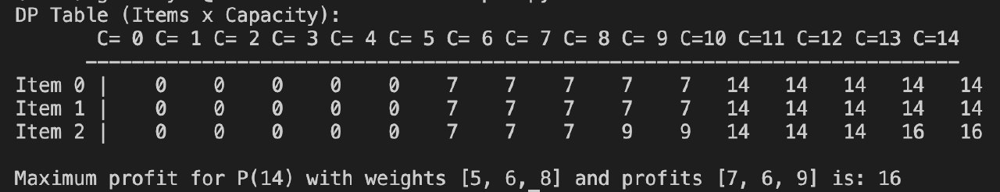 DP Table (Items x Capacity):
C= 0 C= 1 C= 2 C= 3 C= 4 C= 5 C= 6 C= 7 C= 8 C= 9 C=10 C=11 C=12 C=13 C=14
--------------------------------------------------------------------------
Item 0 | 0 0 0 0 0 7 7 7 7 7 14 14 14 14 14
Item 1 | 0 0 0 0 0 7 7 7 7 7 14 14 14 14 14
Item 2 | 0 0 0 0 0 7 7 7 9 9 14 14 14 16 16
Maximum profit for P(14) with weights [5, 6, 8] and profits [7, 6, 9] is: 16